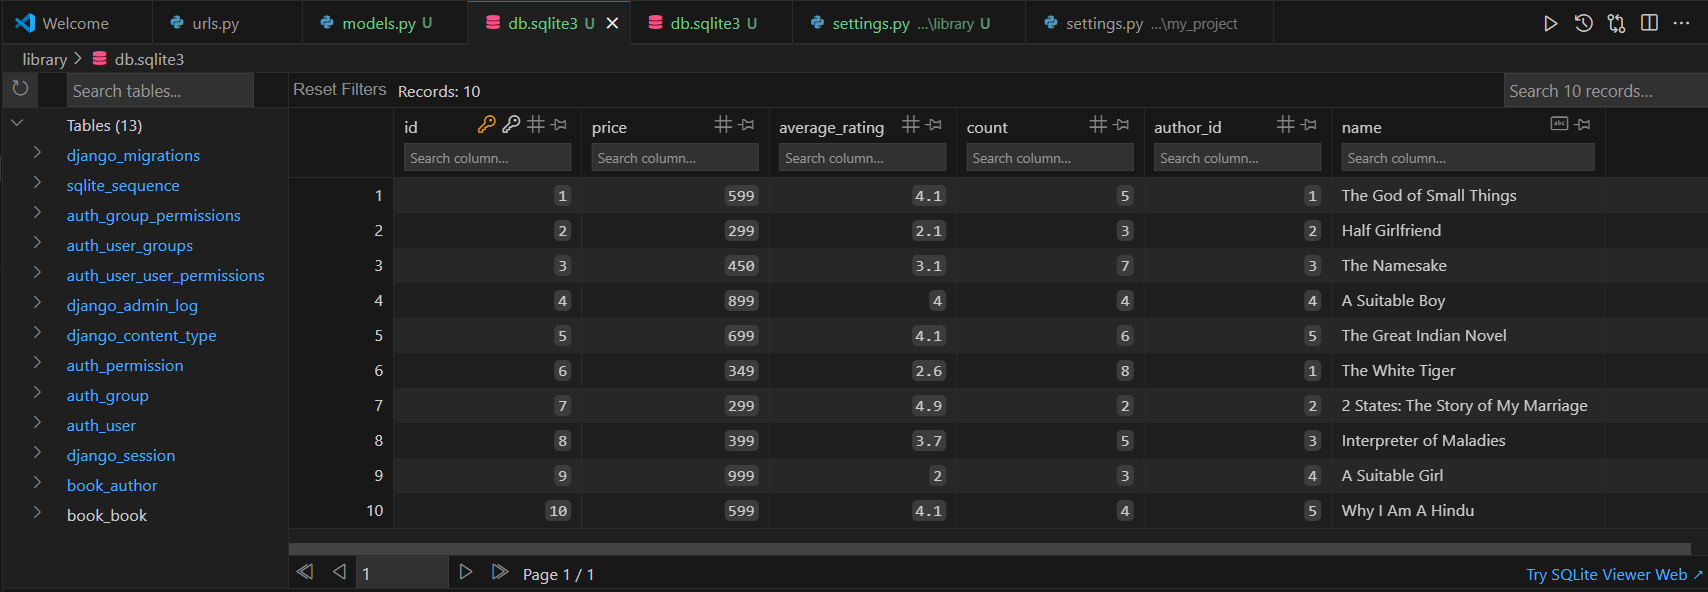 Welcome urls.py models.py U db.sqlite3 U db.sqlite3 U settings.py ...\library U settings.py ...\my_project
library > db.sqlite3
Search tables... Reset Filters Records: 10 Search 10 records...
Tables (13)
django_migrations
sqlite_sequence
auth_group_permissions
auth_user_groups
auth_user_user_permissions
django_admin_log
django_content_type
auth_permission
auth_group
auth_user
django_session
book_author
book_book
id price average_rating count author_id name
Search column... Search column... Search column... Search column... Search column... Search column...
1 1 599 4.1 5 1 The God of Small Things
2 2 299 2.1 3 2 Half Girlfriend
3 3 450 3.1 7 3 The Namesake
4 4 899 4 4 4 A Suitable Boy
5 5 699 4.1 6 5 The Great Indian Novel
6 6 349 2.6 8 1 The White Tiger
7 7 299 4.9 2 2 2 States: The Story of My Marriage
8 8 399 3.7 5 3 Interpreter of Maladies
9 9 999 2 3 4 A Suitable Girl
10 10 599 4.1 4 5 Why I Am A Hindu
1 Page 1 / 1 Try SQLite Viewer Web ↗